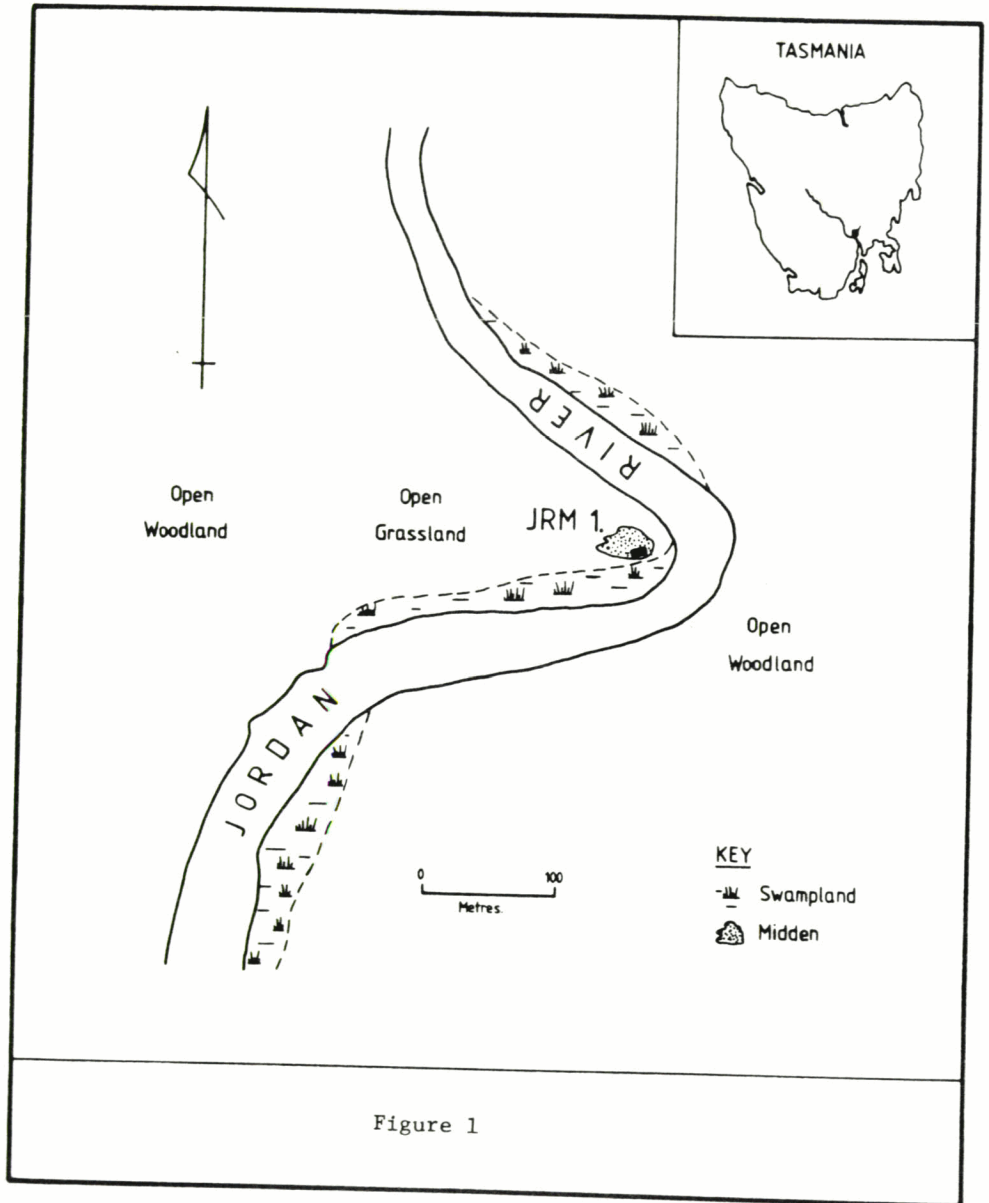 TASMANIA
RIVER
Open
Woodland
Open
Grassland
JRM 1.
Open
Woodland
JORDAN
0 100
Metres.
KEY
Swampland
Midden
Figure 1